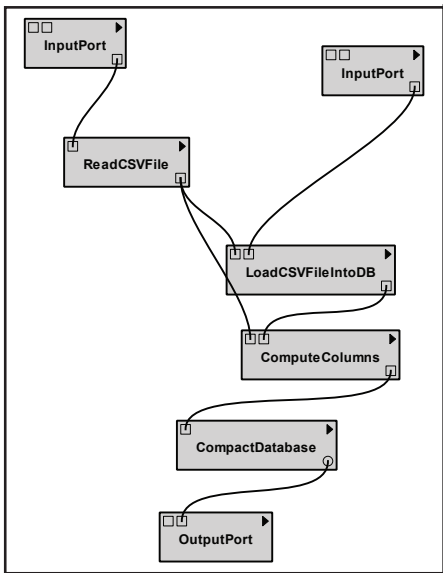 InputPort
InputPort
ReadCSVFile
LoadCSVFileIntoDB
ComputeColumns
CompactDatabase
OutputPort